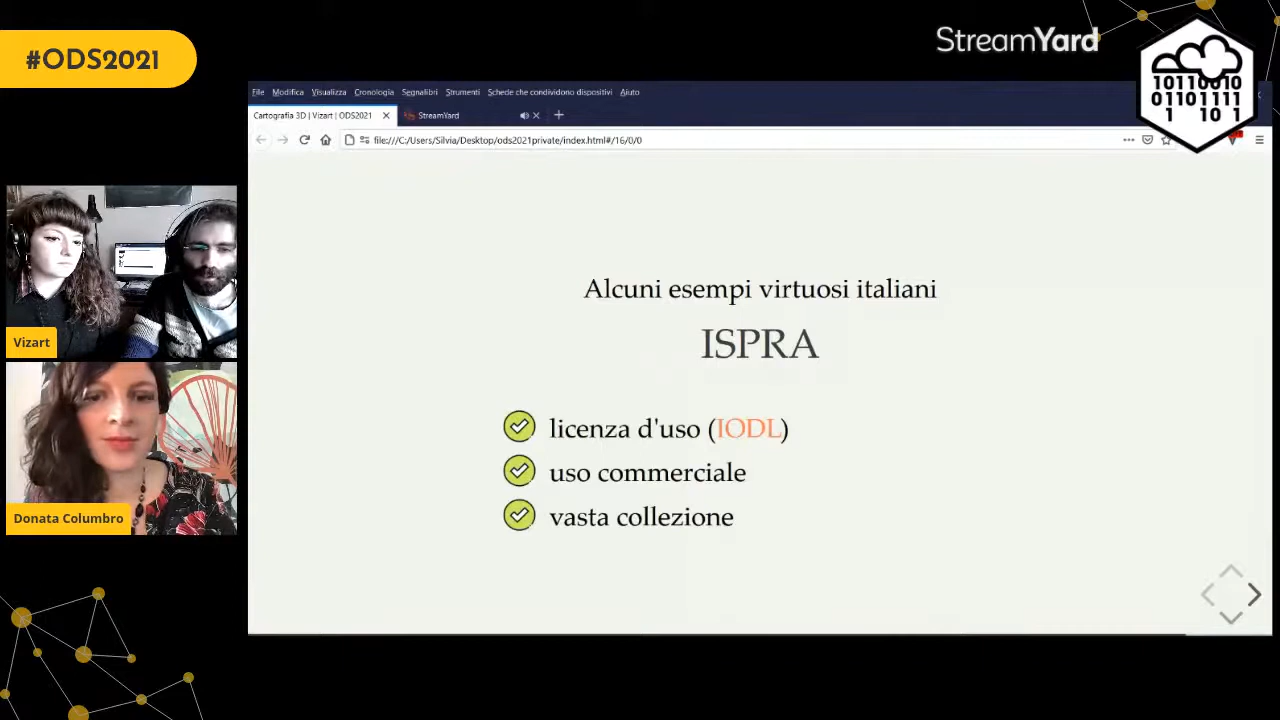 #ODS2021
StreamYard
10110010
01101111
1 10 1
File Modifica Visualizza Cronologia Segnalibri Strumenti Schede che condividono dispositivi Aiuto
Cartografia 3D | Vizart | ODS2021
StreamYard
file:///C:/Users/Silvia/Desktop/ods2021private/index.html#/16/0/0
Alcuni esempi virtuosi italiani
ISPRA
licenza d'uso (IODL)
uso commerciale
vasta collezione
Vizart
Donata Columbro